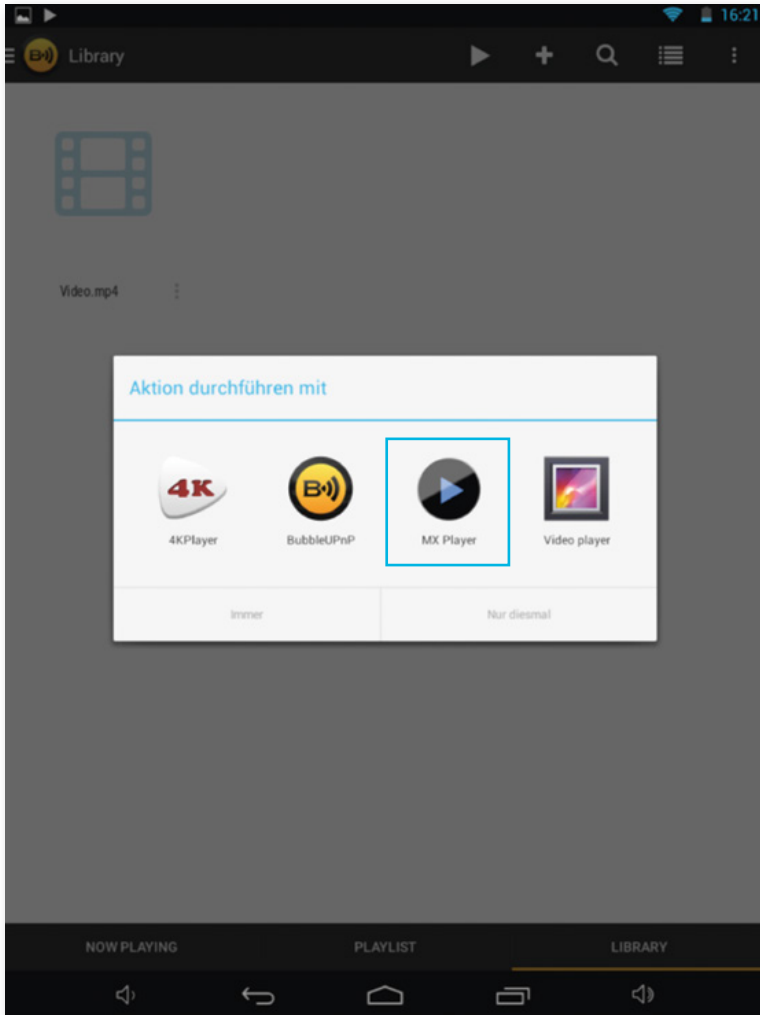 16:21
B Library
Video.mp4
Aktion durchführen mit
4K B
4KPlayer BubbleUPnP MX Player Video player
Immer Nur diesmal
NOW PLAYING PLAYLIST LIBRARY